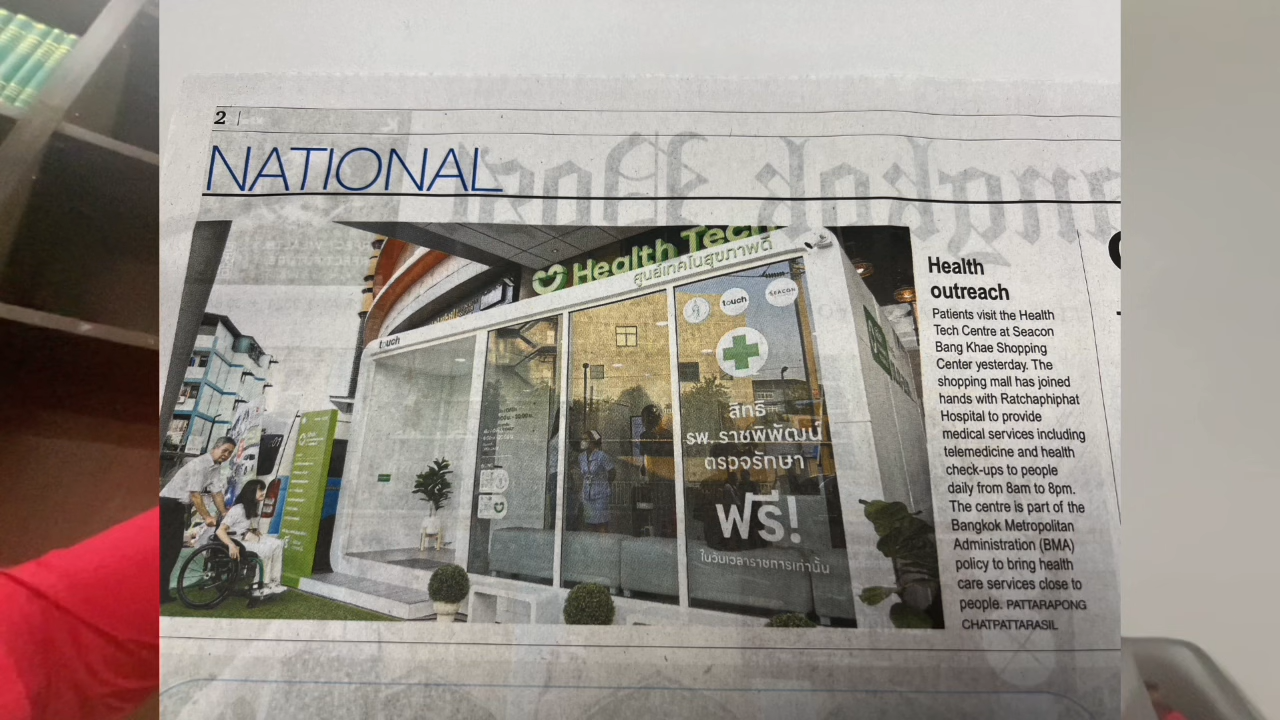 2
NATIONAL
Health Tech
ศูนย์เทคในสุขภาพดี
touch
touch
SEACON
สิทธิ
รพ. ราชพิพัฒน์
ตรวจรักษา
ฟรี!
ในวันเวลาราชการเท่านั้น
Health
outreach
Patients visit the Health
Tech Centre at Seacon
Bang Khae Shopping
Center yesterday. The
shopping mall has joined
hands with Ratchaphiphat
Hospital to provide
medical services including
telemedicine and health
check-ups to people
daily from 8am to 8pm.
The centre is part of the
Bangkok Metropolitan
Administration (BMA)
policy to bring health
care services close to
people. PATTARAPONG
CHATPATTARASIL